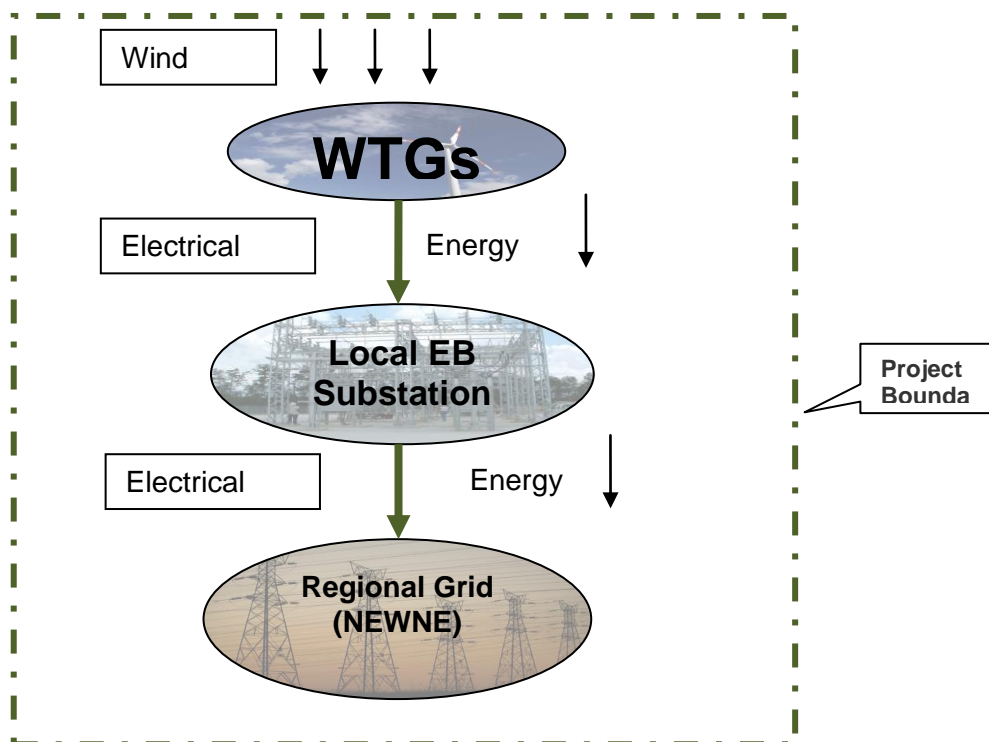 Wind
WTGs
Electrical
Energy
Local EB
Substation
Project
Bounda
Electrical
Energy
Regional Grid
(NEWNE)